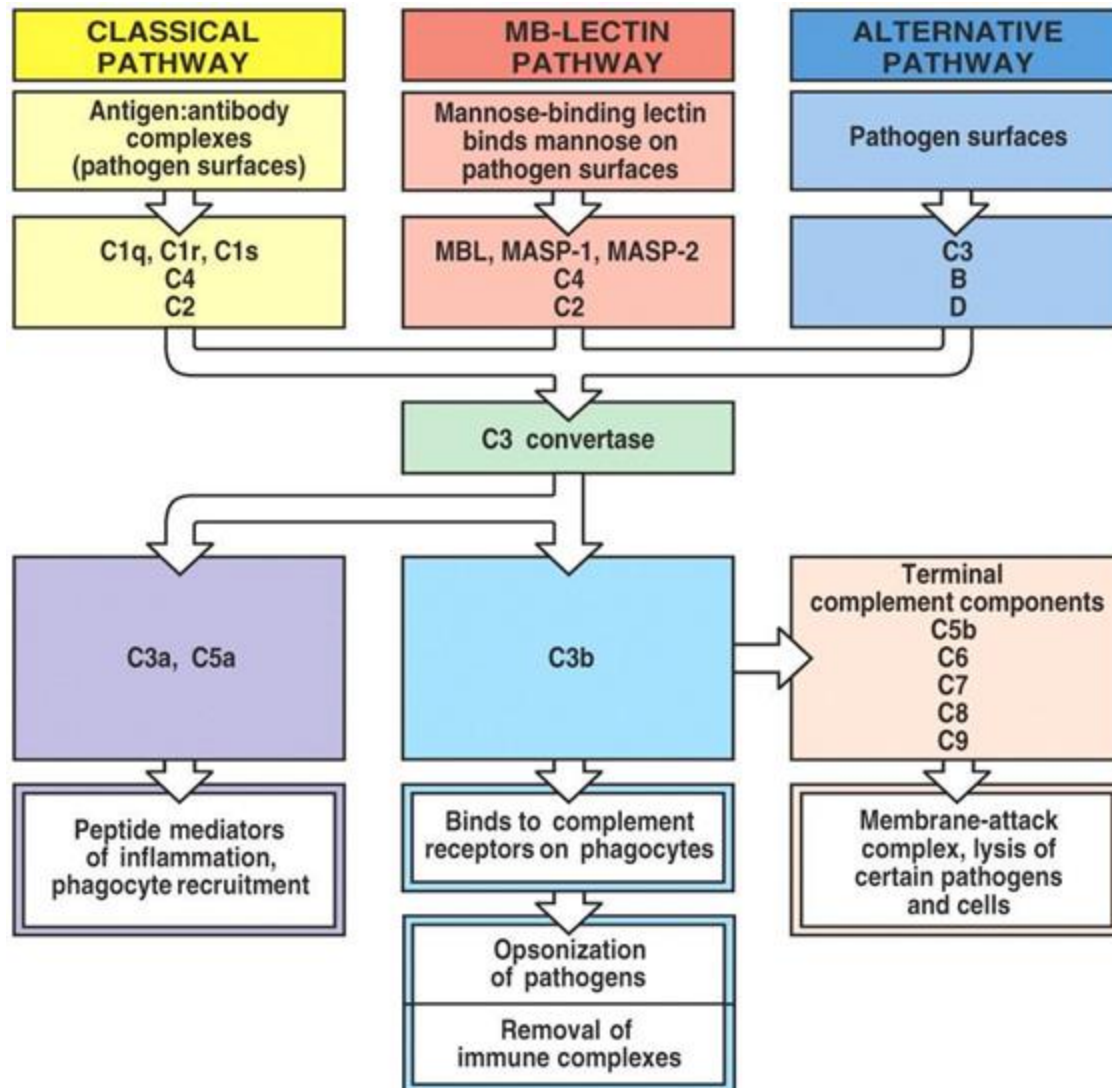 CLASSICAL
PATHWAY
Antigen:antibody
complexes
(pathogen surfaces)
C1q, C1r, C1s
C4
C2
MB-LECTIN
PATHWAY
Mannose-binding lectin
binds mannose on
pathogen surfaces
MBL, MASP-1, MASP-2
C4
C2
ALTERNATIVE
PATHWAY
Pathogen surfaces
C3
B
D
C3 convertase
C3a, C5a
Peptide mediators
of inflammation,
phagocyte recruitment
C3b
Binds to complement
receptors on phagocytes
Opsonization
of pathogens
Removal of
immune complexes
Terminal
complement components
C5b
C6
C7
C8
C9
Membrane-attack
complex, lysis of
certain pathogens
and cells